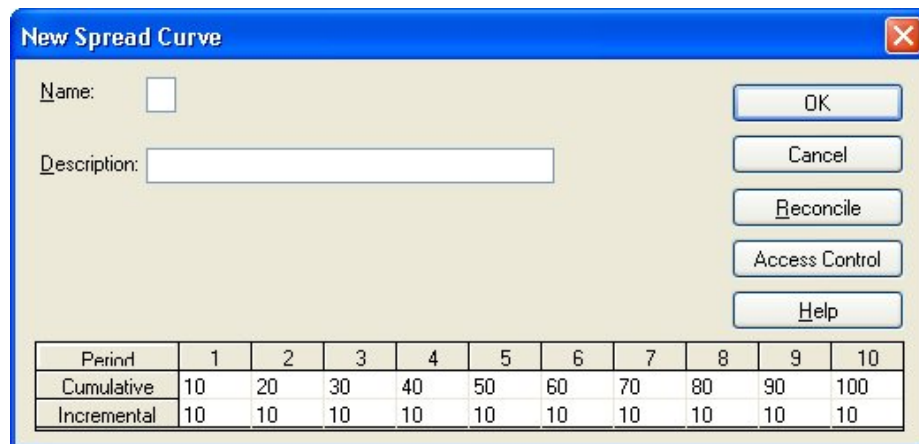 New Spread Curve
Name:
OK
Description:
Cancel
Reconcile
Access Control
Help
Period 1 2 3 4 5 6 7 8 9 10
Cumulative 10 20 30 40 50 60 70 80 90 100
Incremental 10 10 10 10 10 10 10 10 10 10